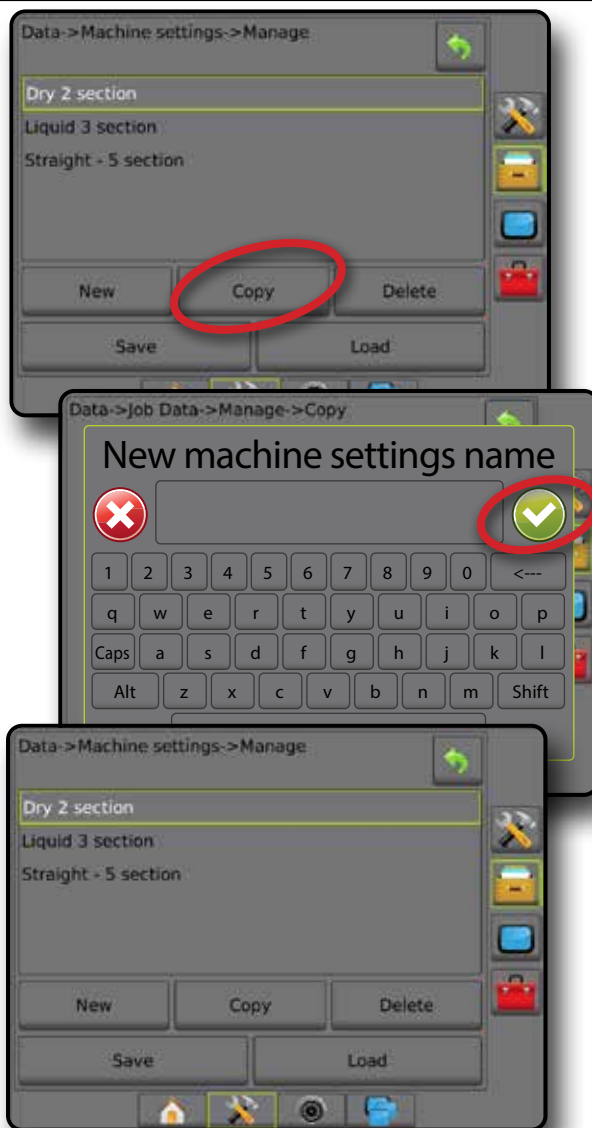 Data->Machine settings->Manage
Dry 2 section
Liquid 3 section
Straight - 5 section
New Copy Delete
Save Load
Data->Job Data->Manage->Copy
New machine settings name
1 2 3 4 5 6 7 8 9 0 <---
q w e r t y u i o p
Caps a s d f g h j k l
Alt z x c v b n m Shift
Data->Machine settings->Manage
Dry 2 section
Liquid 3 section
Straight - 5 section
New Copy Delete
Save Load